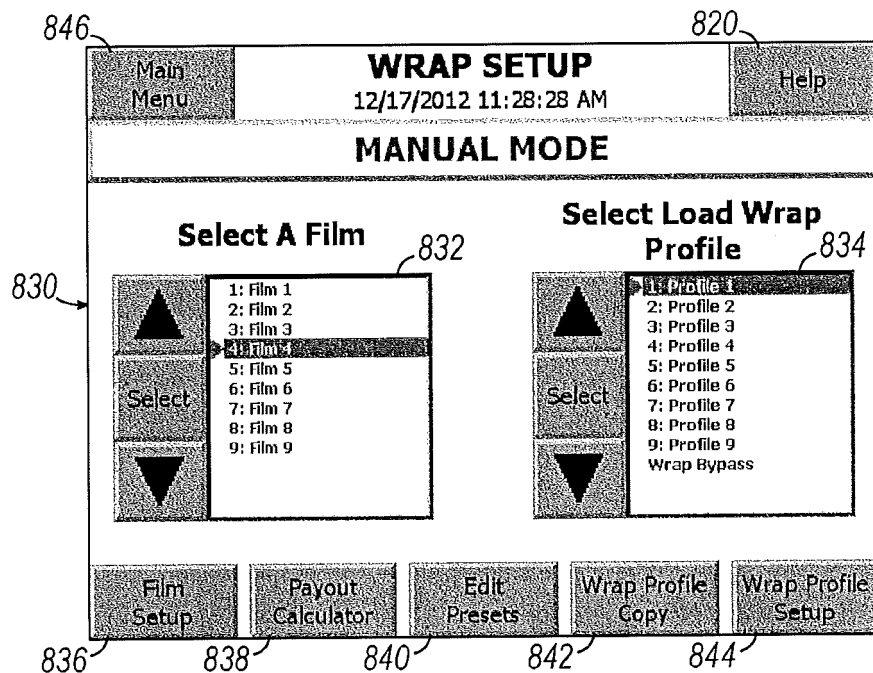 846
820
Main
Menu
WRAP SETUP
12/17/2012 11:28:28 AM
Help
MANUAL MODE
Select A Film
Select Load Wrap
Profile
832
834
830
1: Film 1
2: Film 2
3: Film 3
4: Film 4
5: Film 5
6: Film 6
7: Film 7
8: Film 8
9: Film 9
Select
1: Profile 1
2: Profile 2
3: Profile 3
4: Profile 4
5: Profile 5
6: Profile 6
7: Profile 7
8: Profile 8
9: Profile 9
Wrap Bypass
Select
Film
Setup
Payout
Calculator
Edit
Presets
Wrap Profile
Copy
Wrap Profile
Setup
836
838
840
842
844